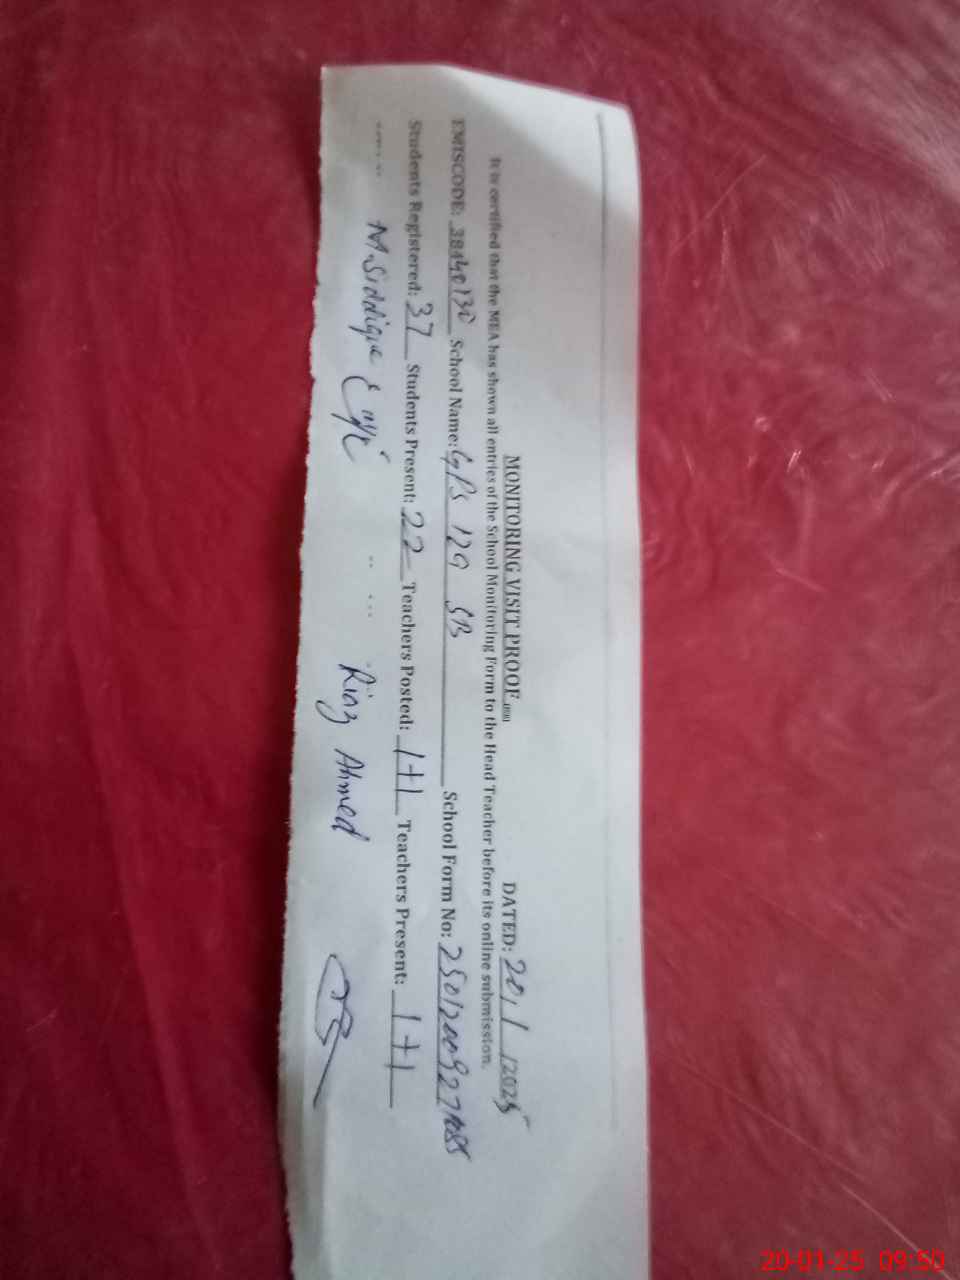 MONITORING VISIT PROOF DATED: 20/1/2025
It is certified that the MEA has shown all entries of the School Monitoring Form to the Head Teacher before its online submission.
EMISCODE: 38440130 School Name: GPS 129 SB School Form No:
Students Registered: 37 Students Present: 22 Teachers Posted: 1+1 Teachers Present: 1+1
M. Siddique Riaz Ahmed
20-01-25 09:50